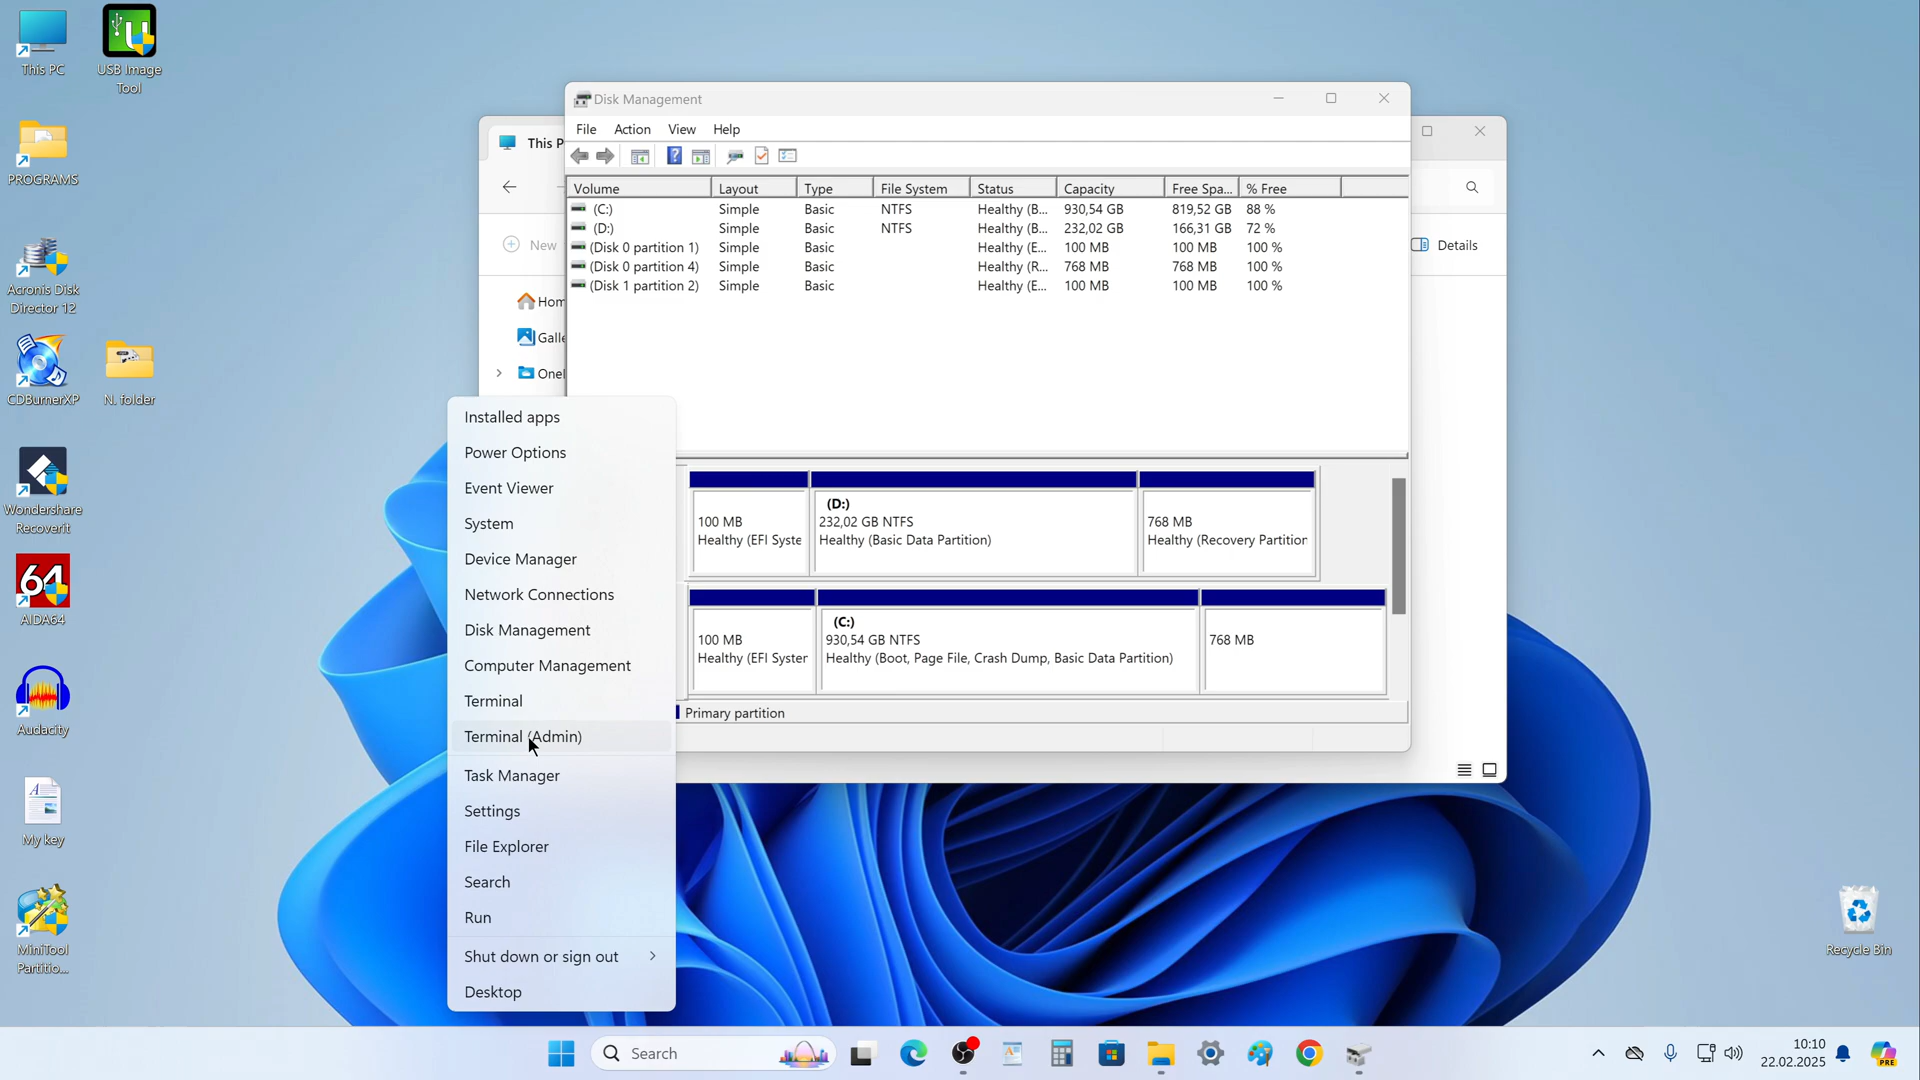 This PC
USB Image
Tool
PROGRAMS
Acronis Disk
Director 12
CDBurnerXP
N. folder
Wondershare
Recoverit
64
AIDA64
Audacity
My key
MiniTool
Partitio...
Recycle Bin
This P
New
Details
Hom
Galle
Onel
Disk Management
File Action View Help
Volume Layout Type File System Status Capacity Free Spa... % Free
(C:) Simple Basic NTFS Healthy (B... 930,54 GB 819,52 GB 88 %
(D:) Simple Basic NTFS Healthy (B... 232,02 GB 166,31 GB 72 %
(Disk 0 partition 1) Simple Basic Healthy (E... 100 MB 100 MB 100 %
(Disk 0 partition 4) Simple Basic Healthy (R... 768 MB 768 MB 100 %
(Disk 1 partition 2) Simple Basic Healthy (E... 100 MB 100 MB 100 %
100 MB
Healthy (EFI Syste
(D:)
232,02 GB NTFS
Healthy (Basic Data Partition)
768 MB
Healthy (Recovery Partition
100 MB
Healthy (EFI System
(C:)
930,54 GB NTFS
Healthy (Boot, Page File, Crash Dump, Basic Data Partition)
768 MB
Primary partition
Installed apps
Power Options
Event Viewer
System
Device Manager
Network Connections
Disk Management
Computer Management
Terminal
Terminal (Admin)
Task Manager
Settings
File Explorer
Search
Run
Shut down or sign out
Desktop
Search
10:10
22.02.2025
PRE